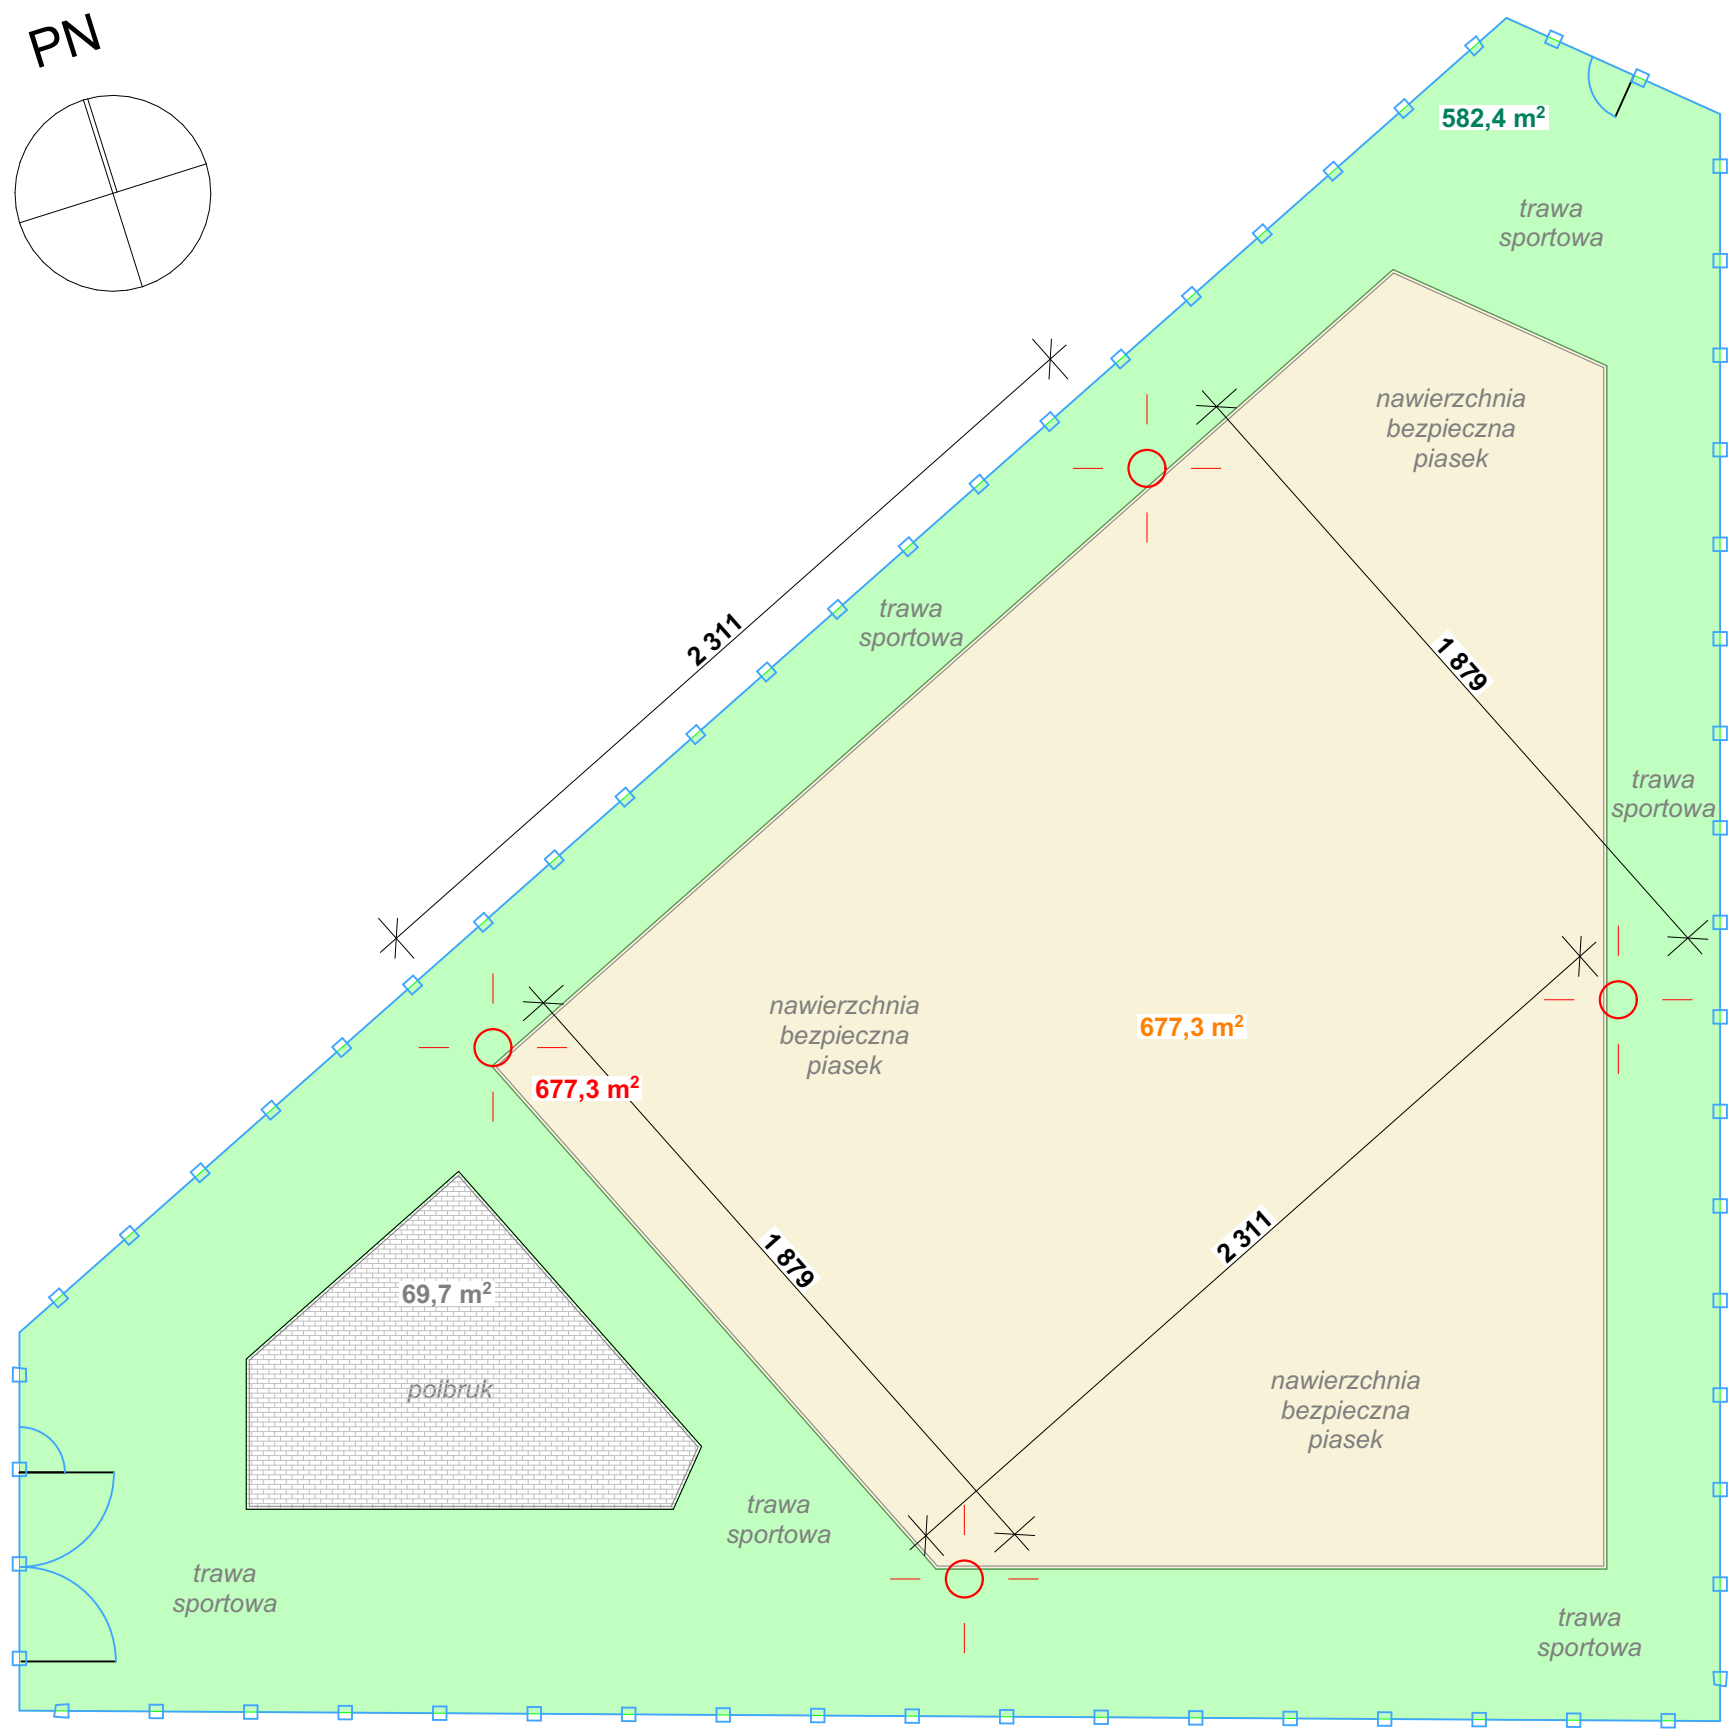 PN
582,4 m²
trawa
sportowa
nawierzchnia
bezpieczna
piasek
2 311
trawa
sportowa
1 879
trawa
sportowa
nawierzchnia
bezpieczna
piasek
677,3 m²
677,3 m²
1 879
2 311
69,7 m²
polbruk
nawierzchnia
bezpieczna
piasek
trawa
sportowa
trawa
sportowa
trawa
sportowa